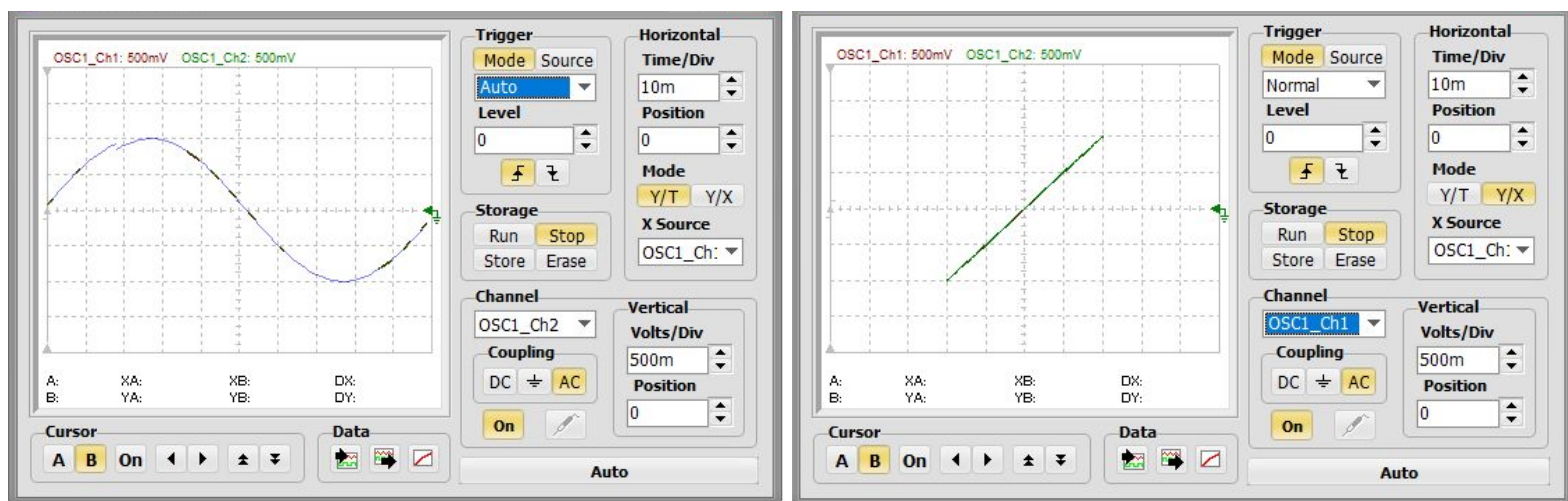 OSC1_Ch1: 500mV OSC1_Ch2: 500mV
A: XA: XB: DX:
B: YA: YB: DY:
Cursor
A B On
Data
Trigger
Mode Source
Auto
Level
0
Storage
Run Stop
Store Erase
Horizontal
Time/Div
10m
Position
0
Mode
Y/T Y/X
X Source
OSC1_Ch:
Channel
OSC1_Ch2
Coupling
DC AC
On
Vertical
Volts/Div
500m
Position
0
Auto
OSC1_Ch1: 500mV OSC1_Ch2: 500mV
A: XA: XB: DX:
B: YA: YB: DY:
Cursor
A B On
Data
Trigger
Mode Source
Normal
Level
0
Storage
Run Stop
Store Erase
Horizontal
Time/Div
10m
Position
0
Mode
Y/T Y/X
X Source
OSC1_Ch:
Channel
OSC1_Ch1
Coupling
DC AC
On
Vertical
Volts/Div
500m
Position
0
Auto